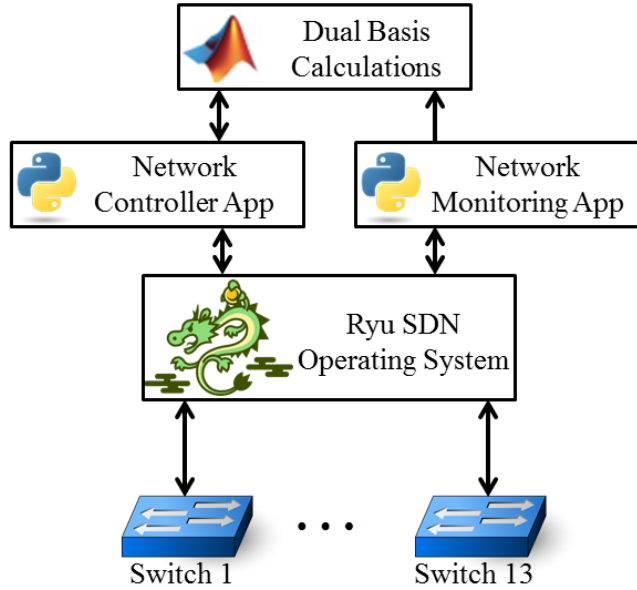 Dual Basis
Calculations
Network
Controller App
Network
Monitoring App
Ryu SDN
Operating System
. . .
Switch 1
Switch 13